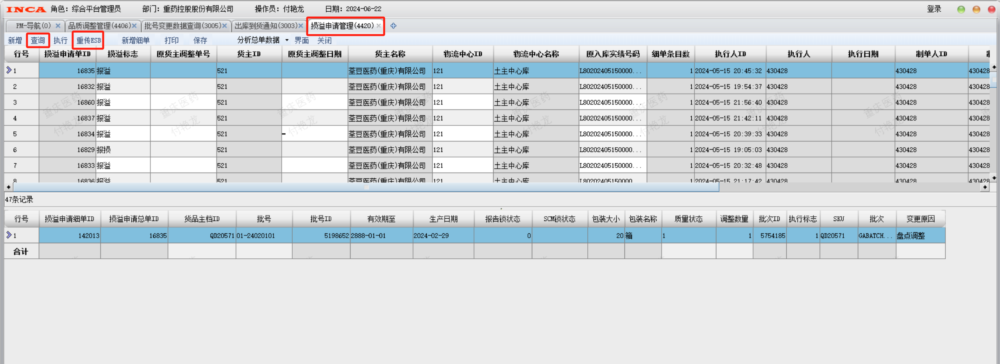 INCA 角色：综合平台管理员 部门：重药控股股份有限公司 操作员：付艳龙 日期：2024-06-22 登录
PM-导航(0) 品质调整管理(4406) 批号变更数据查询(3005) 出库到货通知(3003) 损溢申请管理(4420)
新增 查询 执行 重传ESB 新增细单 打印 保存 分析总单数据 界面 关闭
行号 损溢申请单ID 损溢标志 原货主调整单号 货主ID 原货主调整日期 货主名称 物流中心ID 物流中心名称 原入库实绩号码 细单条目数 执行人ID 执行人 执行日期 制单人ID
1 16835 报溢 521 荃豆医药(重庆)有限公司 121 土主中心库 L80202405150000... 1 2024-05-15 20:45:32 430428 430428 430428
2 16832 报溢 521 荃豆医药(重庆)有限公司 121 土主中心库 L80202405150000... 1 2024-05-15 19:54:37 430428 430428 430428
3 16860 报溢 521 荃豆医药(重庆)有限公司 121 土主中心库 L80202405150000... 1 2024-05-15 21:56:40 430428 430428 430428
4 16837 报溢 521 荃豆医药(重庆)有限公司 121 土主中心库 L80202405150000... 1 2024-05-15 21:42:11 430428 430428 430428
5 16834 报溢 521 荃豆医药(重庆)有限公司 121 土主中心库 L80202405150000... 1 2024-05-15 20:39:33 430428 430428 430428
6 16829 报损 521 荃豆医药(重庆)有限公司 121 土主中心库 L80202405150000... 1 2024-05-15 19:05:03 430428 430428 430428
7 16833 报溢 521 荃豆医药(重庆)有限公司 121 土主中心库 L80202405150000... 1 2024-05-15 20:32:48 430428 430428 430428
8 16836 报溢 521 荃豆医药(重庆)有限公司 121 土主中心库 L80202405150000 1 2024-05-15 21:17:42 430428 430428 430428
重庆医药 付艳龙
47条记录
行号 损溢申请细单ID 损溢申请总单ID 货品主档ID 批号 批号ID 有效期至 生产日期 报告锁状态 SCM锁状态 包装大小 包装名称 质量状态 调整数量 批次ID 执行标志 SKU 批次 变更原因
1 142013 16835 QD20571 01-24020101 5198652 2888-01-01 2024-02-29 0 20 箱 1 1 5754185 1 QD20571 GABATCH... 盘点调整
合计